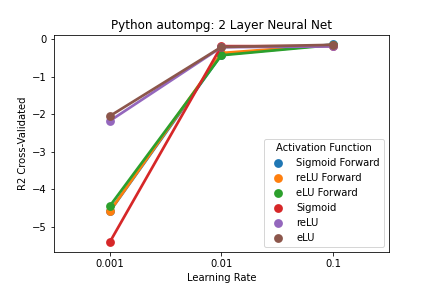 Python autompg: 2 Layer Neural Net
0
−1
−2
−3
−4
−5
R2 Cross-Validated
Activation Function
Sigmoid Forward
reLU Forward
eLU Forward
Sigmoid
reLU
eLU
0.001
0.01
0.1
Learning Rate